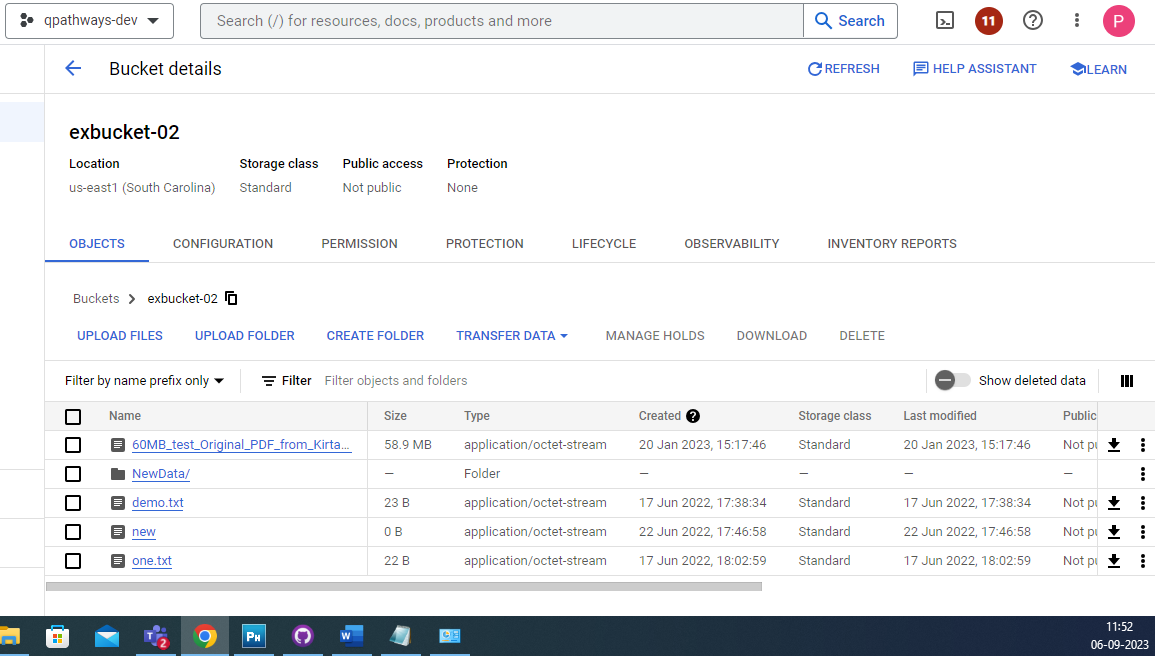 qpathways-dev Search (/) for resources, docs, products and more Search 11 P
Bucket details REFRESH HELP ASSISTANT LEARN
exbucket-02
Location Storage class Public access Protection
us-east1 (South Carolina) Standard Not public None
OBJECTS CONFIGURATION PERMISSION PROTECTION LIFECYCLE OBSERVABILITY INVENTORY REPORTS
Buckets exbucket-02
UPLOAD FILES UPLOAD FOLDER CREATE FOLDER TRANSFER DATA MANAGE HOLDS DOWNLOAD DELETE
Filter by name prefix only Filter Filter objects and folders Show deleted data
Name Size Type Created Storage class Last modified Public
60MB_test_Original_PDF_from_Kirta... 58.9 MB application/octet-stream 20 Jan 2023, 15:17:46 Standard 20 Jan 2023, 15:17:46 Not pu
NewData/ — Folder — — — —
demo.txt 23 B application/octet-stream 17 Jun 2022, 17:38:34 Standard 17 Jun 2022, 17:38:34 Not pu
new 0 B application/octet-stream 22 Jun 2022, 17:46:58 Standard 22 Jun 2022, 17:46:58 Not pu
one.txt 22 B application/octet-stream 17 Jun 2022, 18:02:59 Standard 17 Jun 2022, 18:02:59 Not pu
11:52
06-09-2023